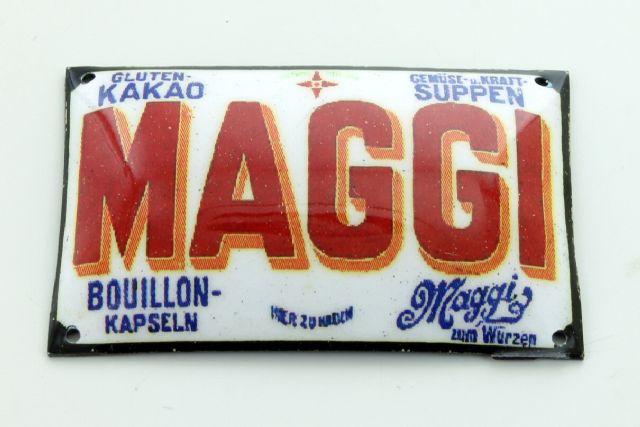 GLUTEN-
KAKAO
GEMÜSE- u. KRAFT-
SUPPEN
MAGGI
BOUILLON-
KAPSELN
HIER ZU HABEN
Maggi
zum Würzen